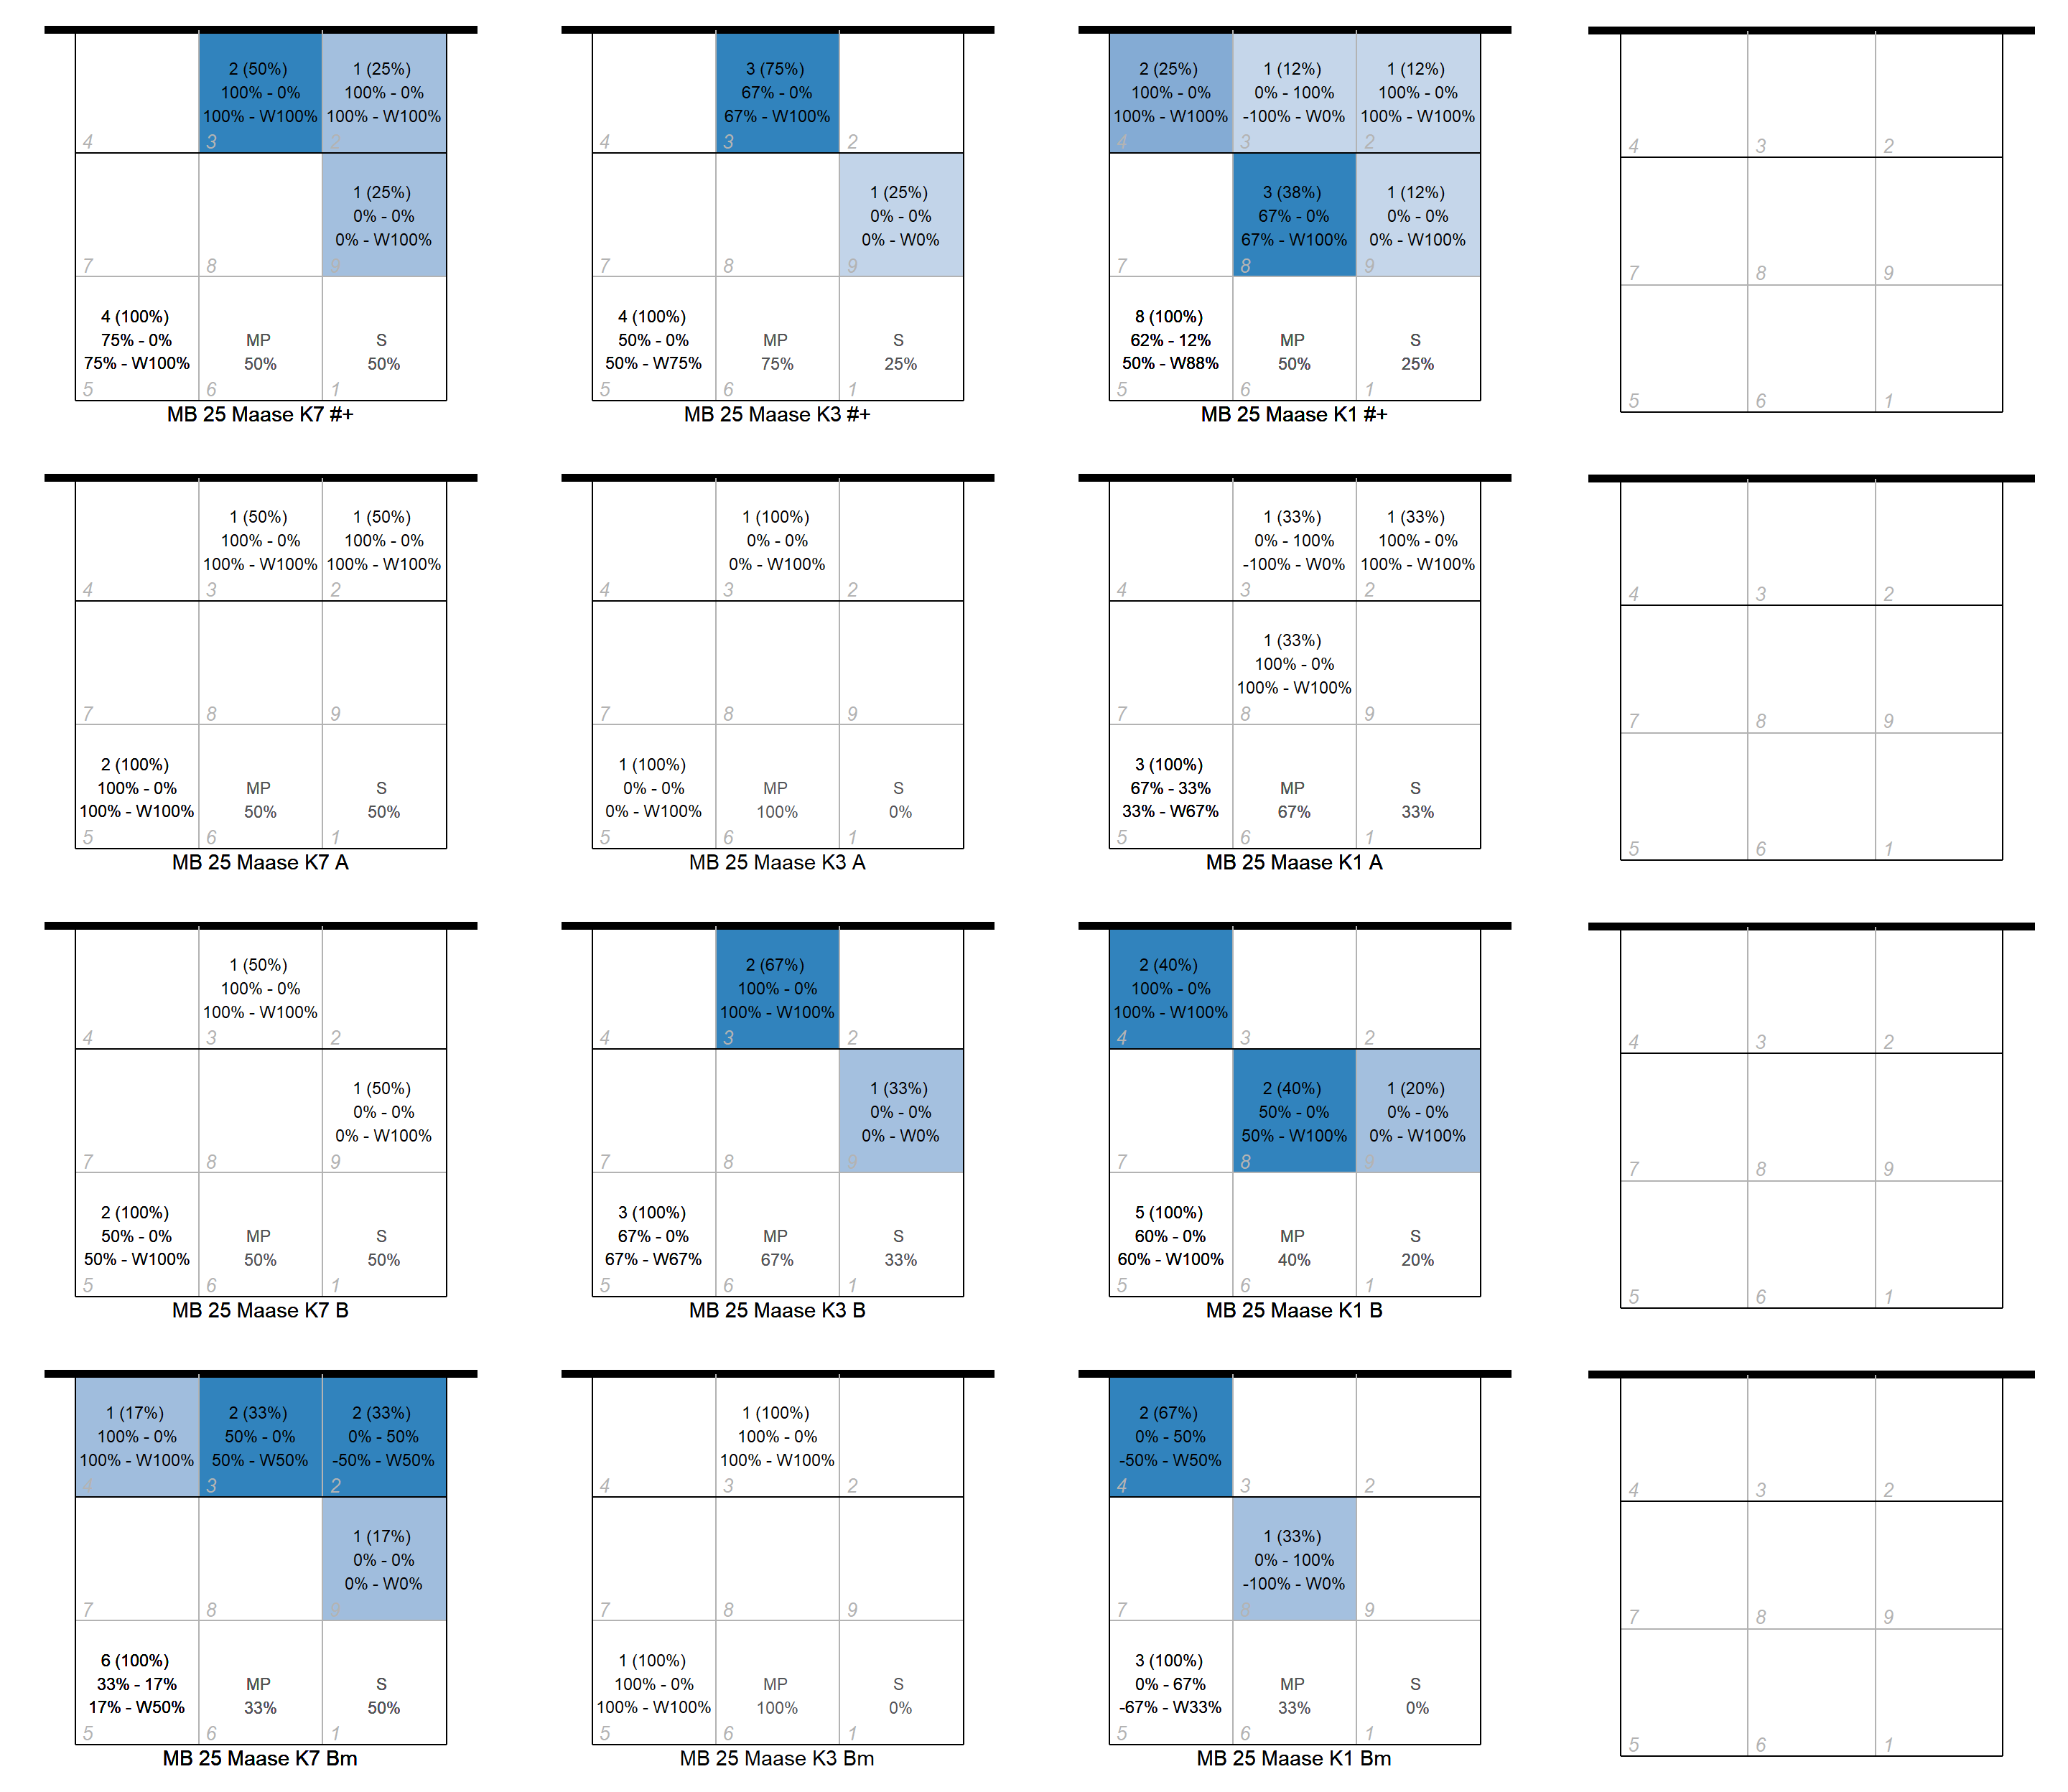 2 (50%)
100% - 0%
100% - W100%
1 (25%)
100% - 0%
100% - W100%
4
3
2
1 (25%)
0% - 0%
0% - W100%
7
8
9
4 (100%)
75% - 0%
75% - W100%
MP
50%
S
50%
5
6
1
MB 25 Maase K7 #+
3 (75%)
67% - 0%
67% - W100%
4
3
2
1 (25%)
0% - 0%
0% - W0%
7
8
9
4 (100%)
50% - 0%
50% - W75%
MP
75%
S
25%
5
6
1
MB 25 Maase K3 #+
2 (25%)
100% - 0%
100% - W100%
1 (12%)
0% - 100%
-100% - W0%
1 (12%)
100% - 0%
100% - W100%
4
3
2
3 (38%)
67% - 0%
67% - W100%
1 (12%)
0% - 0%
0% - W100%
7
8
9
8 (100%)
62% - 12%
50% - W88%
MP
50%
S
25%
5
6
1
MB 25 Maase K1 #+
4
3
2
7
8
9
5
6
1
1 (50%)
100% - 0%
100% - W100%
1 (50%)
100% - 0%
100% - W100%
4
3
2
7
8
9
2 (100%)
100% - 0%
100% - W100%
MP
50%
S
50%
5
6
1
MB 25 Maase K7 A
1 (100%)
0% - 0%
0% - W100%
4
3
2
7
8
9
1 (100%)
0% - 0%
0% - W100%
MP
100%
S
0%
5
6
1
MB 25 Maase K3 A
1 (33%)
0% - 100%
-100% - W0%
1 (33%)
100% - 0%
100% - W100%
4
3
2
1 (33%)
100% - 0%
100% - W100%
7
8
9
3 (100%)
67% - 33%
33% - W67%
MP
67%
S
33%
5
6
1
MB 25 Maase K1 A
4
3
2
7
8
9
5
6
1
1 (50%)
100% - 0%
100% - W100%
4
3
2
1 (50%)
0% - 0%
0% - W100%
7
8
9
2 (100%)
50% - 0%
50% - W100%
MP
50%
S
50%
5
6
1
MB 25 Maase K7 B
2 (67%)
100% - 0%
100% - W100%
4
3
2
1 (33%)
0% - 0%
0% - W0%
7
8
9
3 (100%)
67% - 0%
67% - W67%
MP
67%
S
33%
5
6
1
MB 25 Maase K3 B
2 (40%)
100% - 0%
100% - W100%
4
3
2
2 (40%)
50% - 0%
50% - W100%
1 (20%)
0% - 0%
0% - W100%
7
8
9
5 (100%)
60% - 0%
60% - W100%
MP
40%
S
20%
5
6
1
MB 25 Maase K1 B
4
3
2
7
8
9
5
6
1
1 (17%)
100% - 0%
100% - W100%
2 (33%)
50% - 0%
50% - W50%
2 (33%)
0% - 50%
-50% - W50%
4
3
2
1 (17%)
0% - 0%
0% - W0%
7
8
9
6 (100%)
33% - 17%
17% - W50%
MP
33%
S
50%
5
6
1
MB 25 Maase K7 Bm
1 (100%)
100% - 0%
100% - W100%
4
3
2
7
8
9
1 (100%)
100% - 0%
100% - W100%
MP
100%
S
0%
5
6
1
MB 25 Maase K3 Bm
2 (67%)
0% - 50%
-50% - W50%
4
3
2
1 (33%)
0% - 100%
-100% - W0%
7
8
9
3 (100%)
0% - 67%
-67% - W33%
MP
33%
S
0%
5
6
1
MB 25 Maase K1 Bm
4
3
2
7
8
9
5
6
1